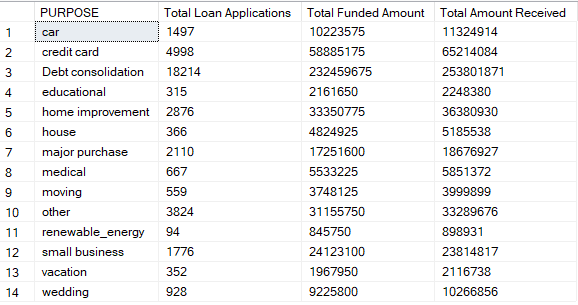 PURPOSE Total Loan Applications Total Funded Amount Total Amount Received
1 car 1497 10223575 11324914
2 credit card 4998 58885175 65214084
3 Debt consolidation 18214 232459675 253801871
4 educational 315 2161650 2248380
5 home improvement 2876 33350775 36380930
6 house 366 4824925 5185538
7 major purchase 2110 17251600 18676927
8 medical 667 5533225 5851372
9 moving 559 3748125 3999899
10 other 3824 31155750 33289676
11 renewable_energy 94 845750 898931
12 small business 1776 24123100 23814817
13 vacation 352 1967950 2116738
14 wedding 928 9225800 10266856